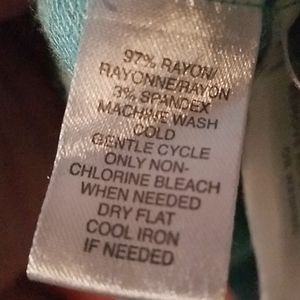 97% RAYON/
RAYONNE/RAYON
3% SPANDEX
MACHINE WASH
COLD
GENTLE CYCLE
ONLY NON-
CHLORINE BLEACH
WHEN NEEDED
DRY FLAT
COOL IRON
IF NEEDED